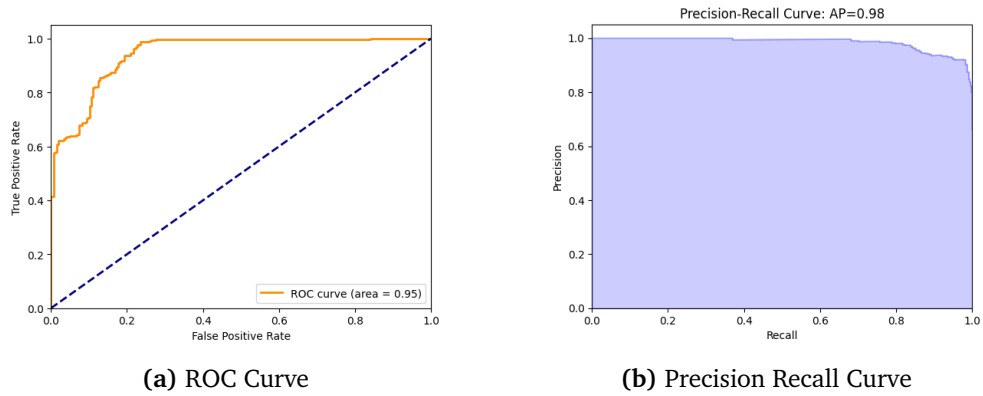 1.0
0.8
0.6
0.4
0.2
0.0
True Positive Rate
0.0 0.2 0.4 0.6 0.8 1.0
False Positive Rate
ROC curve (area = 0.95)
(a) ROC Curve
Precision-Recall Curve: AP=0.98
1.0
0.8
0.6
0.4
0.2
0.0
Precision
0.0 0.2 0.4 0.6 0.8 1.0
Recall
(b) Precision Recall Curve